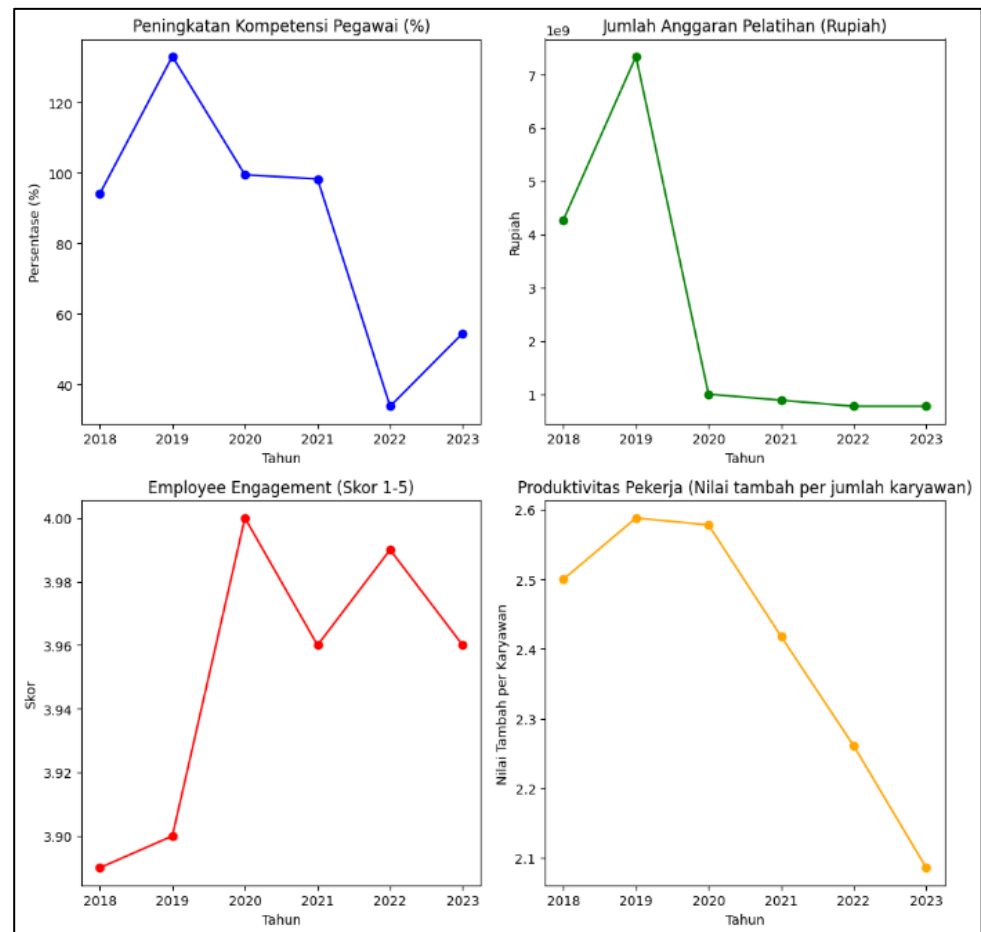 Peningkatan Kompetensi Pegawai (%)
120
100
80
60
40
Persentase (%)
2018 2019 2020 2021 2022 2023
Tahun
Jumlah Anggaran Pelatihan (Rupiah)
1e9
7
6
5
4
3
2
1
Rupiah
2018 2019 2020 2021 2022 2023
Tahun
Employee Engagement (Skor 1-5)
4.00
3.98
3.96
3.94
3.92
3.90
Skor
2018 2019 2020 2021 2022 2023
Tahun
Produktivitas Pekerja (Nilai tambah per jumlah karyawan)
2.6
2.5
2.4
2.3
2.2
2.1
Nilai Tambah per Karyawan
2018 2019 2020 2021 2022 2023
Tahun